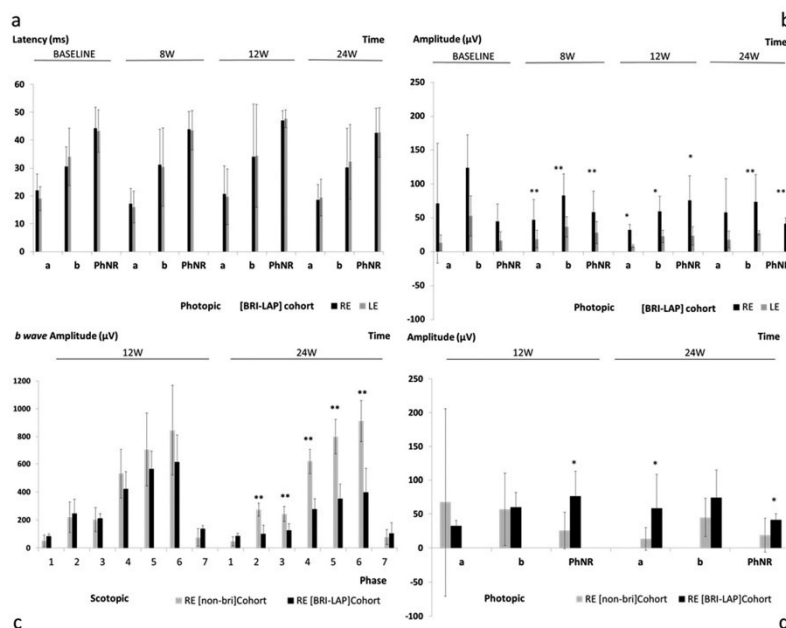 a
Latency (ms) Time
BASELINE 8W 12W 24W
60
50
40
30
20
10
0
a b PhNR a b PhNR a b PhNR a b PhNR
Photopic [BRI-LAP] cohort RE LE
b
Amplitude (µV) Time
BASELINE 8W 12W 24W
250
200
150
100
50
0
-50
-100
** ** ** * * * ** **
a b PhNR a b PhNR a b PhNR a b PhNR
Photopic [BRI-LAP] cohort RE LE
b wave Amplitude (µV) Time
12W 24W
1200
1000
800
600
400
200
0
** ** ** ** **
1 2 3 4 5 6 7 1 2 3 4 5 6 7
Phase
Scotopic
RE [non-bri]Cohort RE [BRI-LAP]Cohort
c
Amplitude (µV) Time
12W 24W
250
200
150
100
50
0
-50
-100
* * *
a b PhNR a b PhNR
Photopic RE [non-bri]Cohort RE [BRI-LAP]Cohort
d